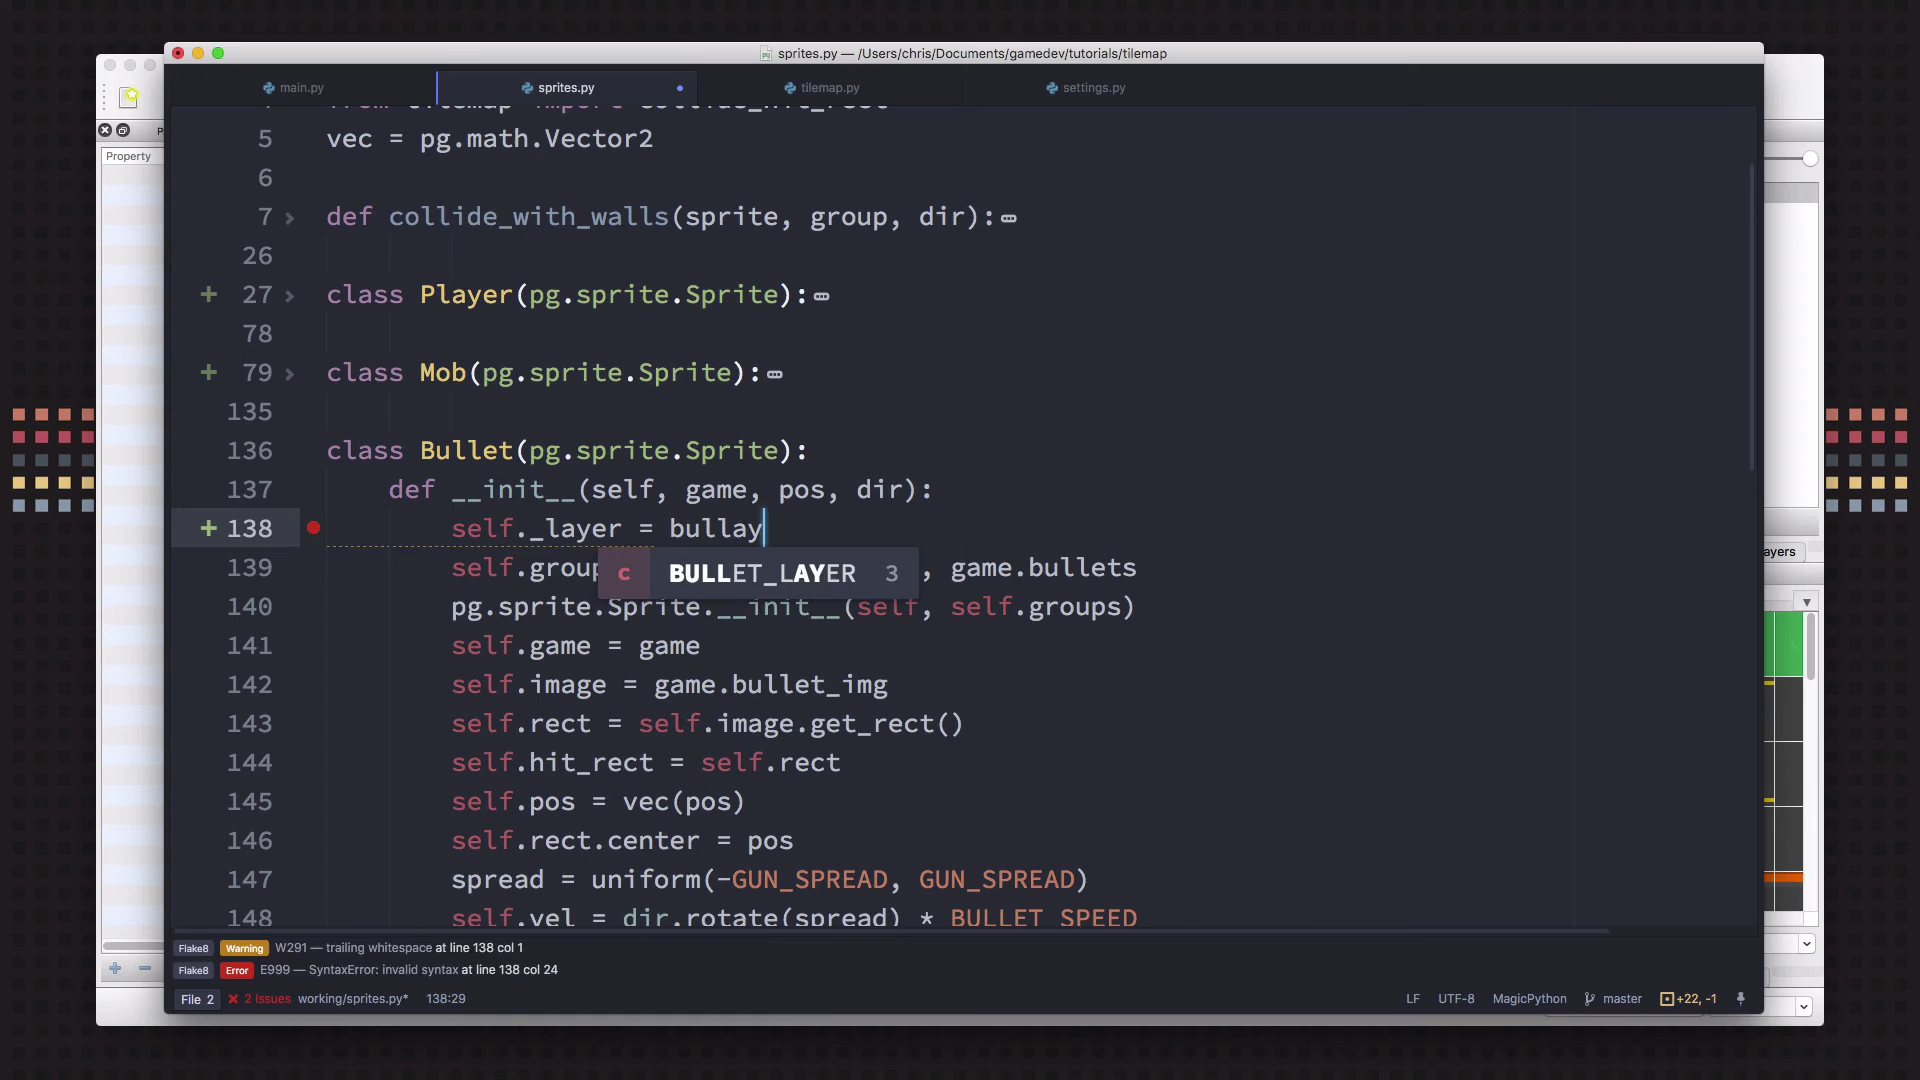 sprites.py — /Users/chris/Documents/gamedev/tutorials/tilemap
main.py
sprites.py
tilemap.py
settings.py
Property
5 vec = pg.math.Vector2
6
7 def collide_with_walls(sprite, group, dir):
26
+ 27 class Player(pg.sprite.Sprite):
78
+ 79 class Mob(pg.sprite.Sprite):
135
136 class Bullet(pg.sprite.Sprite):
137 def __init__(self, game, pos, dir):
+ 138 self._layer = bullay
139 self.group , game.bullets
c BULLET_LAYER 3
140 pg.sprite.Sprite.__init__(self, self.groups)
141 self.game = game
142 self.image = game.bullet_img
143 self.rect = self.image.get_rect()
144 self.hit_rect = self.rect
145 self.pos = vec(pos)
146 self.rect.center = pos
147 spread = uniform(-GUN_SPREAD, GUN_SPREAD)
148 self.vel = dir.rotate(spread) * BULLET_SPEED
ayers
Flake8 Warning W291 — trailing whitespace at line 138 col 1
Flake8 Error E999 — SyntaxError: invalid syntax at line 138 col 24
File 2 2 Issues working/sprites.py* 138:29 LF UTF-8 MagicPython master +22, -1